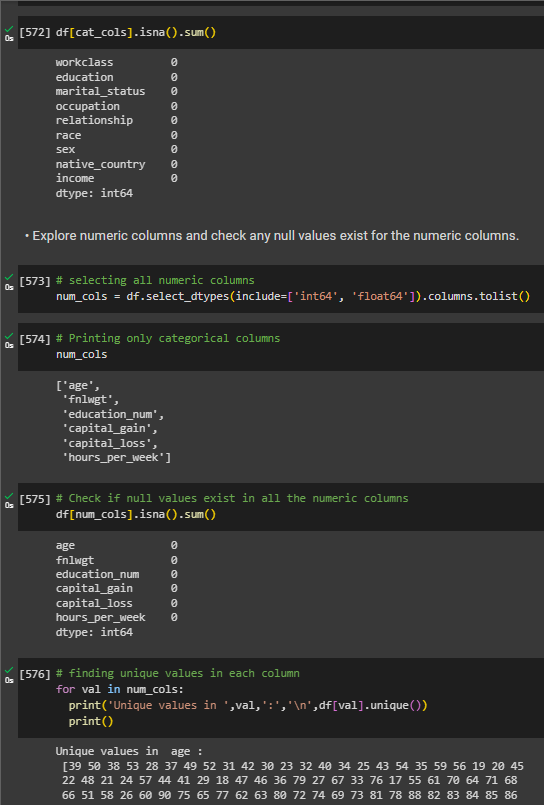 [572] df[cat_cols].isna().sum()
0s
workclass 0
education 0
marital_status 0
occupation 0
relationship 0
race 0
sex 0
native_country 0
income 0
dtype: int64
• Explore numeric columns and check any null values exist for the numeric columns.
[573] # selecting all numeric columns
0s
num_cols = df.select_dtypes(include=['int64', 'float64']).columns.tolist()
[574] # Printing only categorical columns
0s
num_cols
['age',
'fnlwgt',
'education_num',
'capital_gain',
'capital_loss',
'hours_per_week']
[575] # Check if null values exist in all the numeric columns
0s
df[num_cols].isna().sum()
age 0
fnlwgt 0
education_num 0
capital_gain 0
capital_loss 0
hours_per_week 0
dtype: int64
[576] # finding unique values in each column
0s
for val in num_cols:
print('Unique values in ',val,':','\n',df[val].unique())
print()
Unique values in  age :
[39 50 38 53 28 37 49 52 31 42 30 23 32 40 34 25 43 54 35 59 56 19 20 45
22 48 21 24 57 44 41 29 18 47 46 36 79 27 67 33 76 17 55 61 70 64 71 68
66 51 58 26 60 90 75 65 77 62 63 80 72 74 69 73 81 78 88 82 83 84 85 86